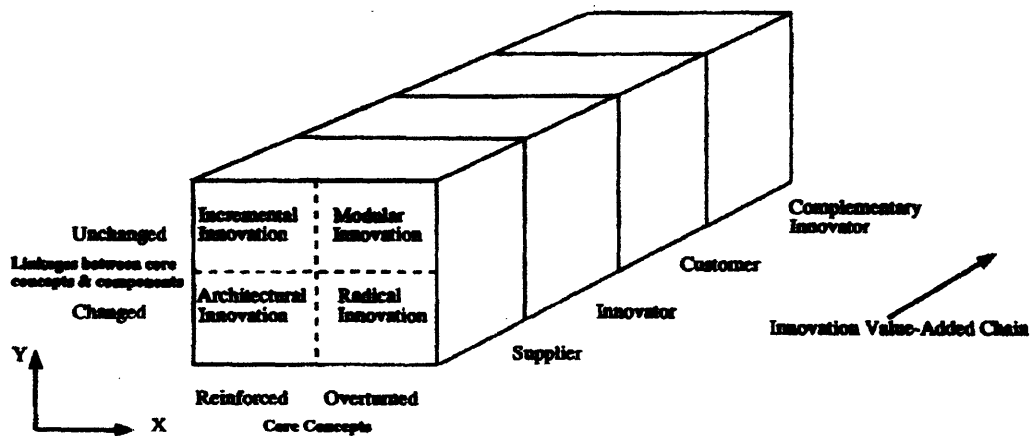 Incremental Innovation
Modular Innovation
Unchanged
Linkages between core
concepts & components
Changed
Architectural Innovation
Radical Innovation
Complementary
Innovator
Customer
Innovator
Supplier
Innovation Value-Added Chain
Y
X
Reinforced
Overturned
Core Concepts